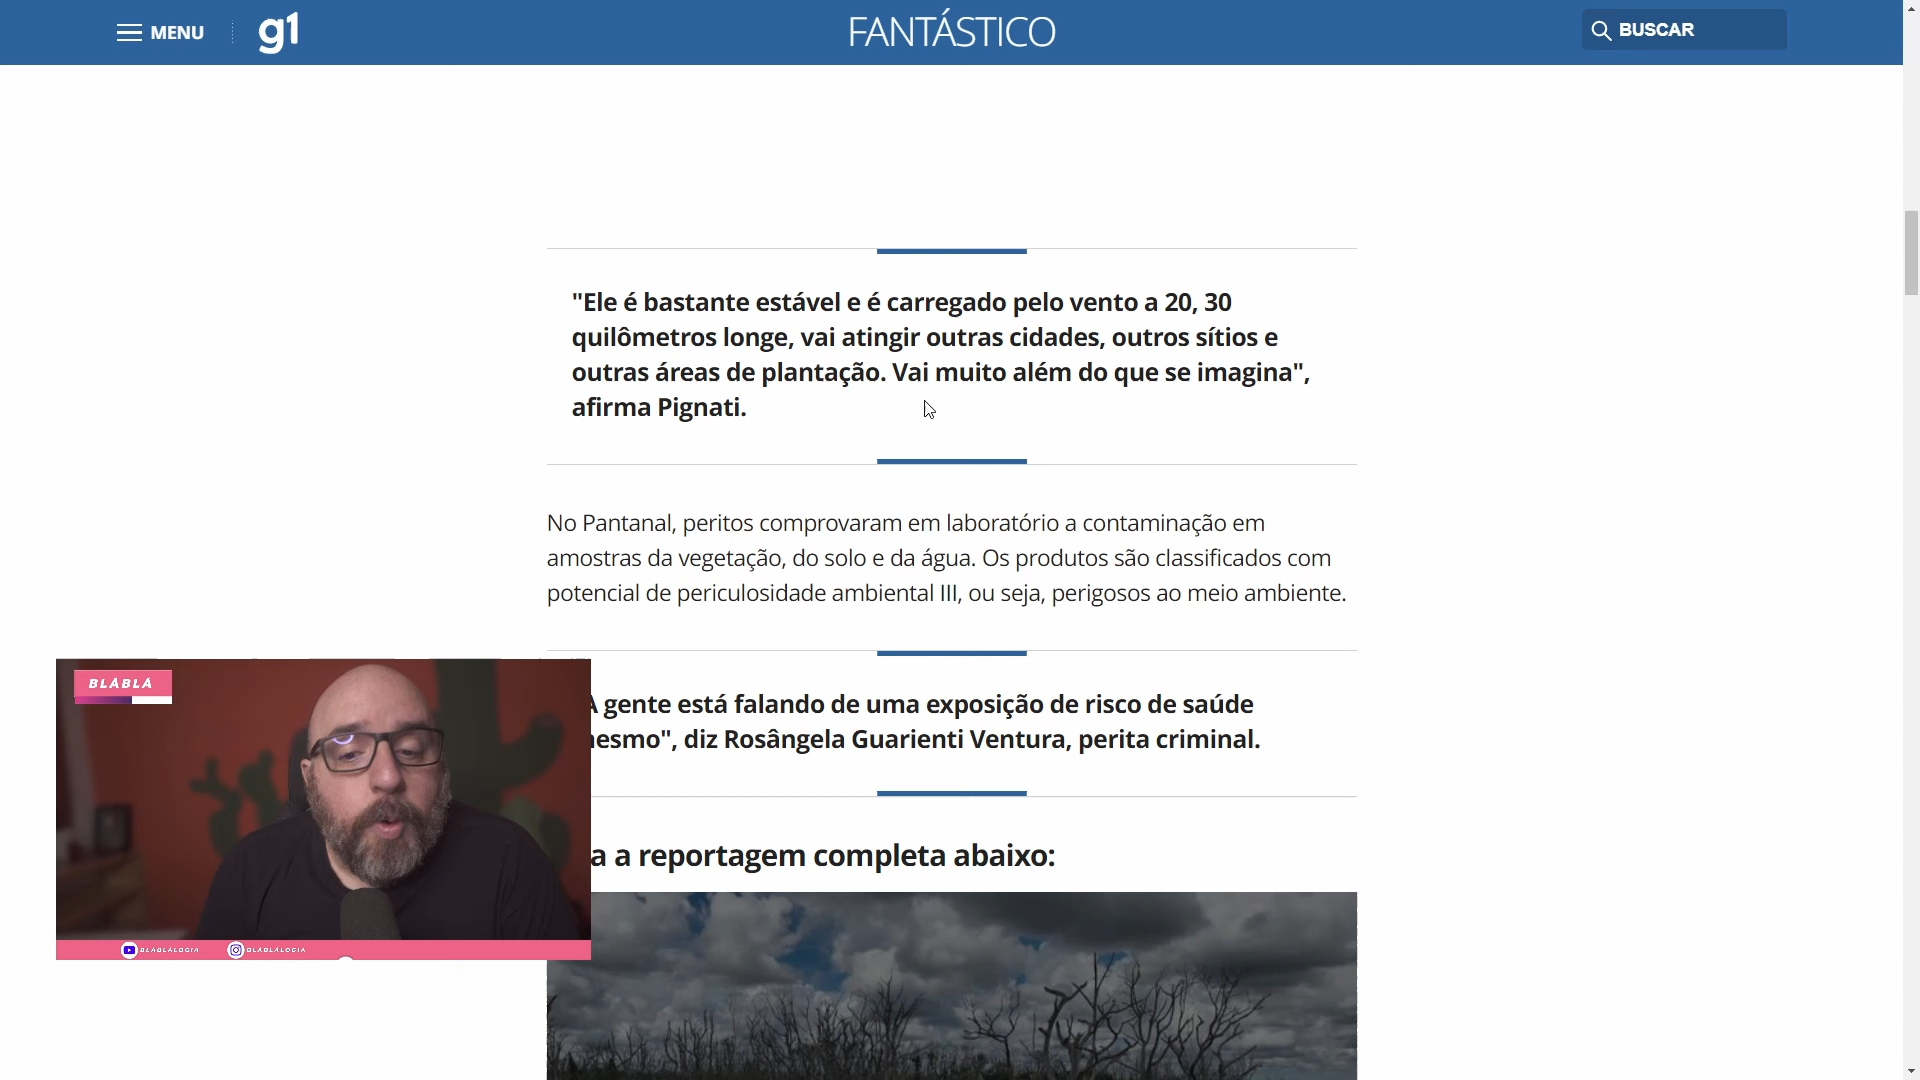 MENU
g1
FANTÁSTICO
BUSCAR
"Ele é bastante estável e é carregado pelo vento a 20, 30
quilômetros longe, vai atingir outras cidades, outros sítios e
outras áreas de plantação. Vai muito além do que se imagina",
afirma Pignati.
No Pantanal, peritos comprovaram em laboratório a contaminação em
amostras da vegetação, do solo e da água. Os produtos são classificados com
potencial de periculosidade ambiental III, ou seja, perigosos ao meio ambiente.
A gente está falando de uma exposição de risco de saúde
esmo", diz Rosângela Guarienti Ventura, perita criminal.
a a reportagem completa abaixo:
BLÁBLÁ
BLABLALOGIA
BLABLALOGIA